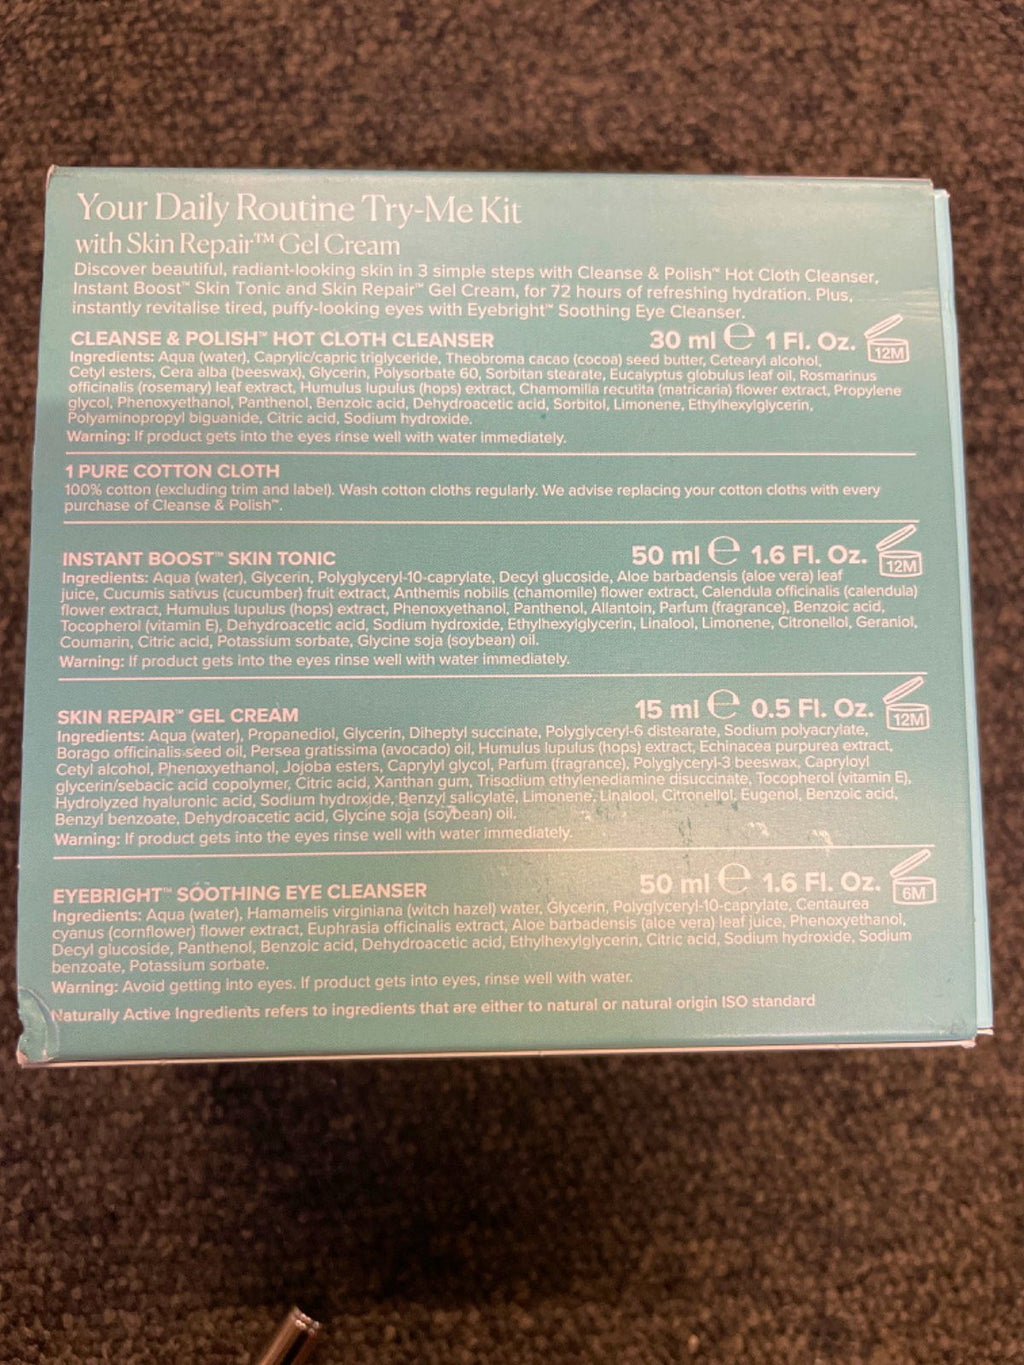 Your Daily Routine Try-Me Kit
with Skin Repair™ Gel Cream
Discover beautiful, radiant-looking skin in 3 simple steps with Cleanse & Polish™ Hot Cloth Cleanser,
Instant Boost™ Skin Tonic and Skin Repair™ Gel Cream, for 72 hours of refreshing hydration. Plus,
instantly revitalise tired, puffy-looking eyes with Eyebright™ Soothing Eye Cleanser.
CLEANSE & POLISH™ HOT CLOTH CLEANSER 30 ml ℮ 1 Fl. Oz. 12M
Ingredients: Aqua (water), Caprylic/capric triglyceride, Theobroma cacao (cocoa) seed butter, Cetearyl alcohol,
Cetyl esters, Cera alba (beeswax), Glycerin, Polysorbate 60, Sorbitan stearate, Eucalyptus globulus leaf oil, Rosmarinus
officinalis (rosemary) leaf extract, Humulus lupulus (hops) extract, Chamomilla recutita (matricaria) flower extract, Propylene
glycol, Phenoxyethanol, Panthenol, Benzoic acid, Dehydroacetic acid, Sorbitol, Limonene, Ethylhexylglycerin,
Polyaminopropyl biguanide, Citric acid, Sodium hydroxide.
Warning: If product gets into the eyes rinse well with water immediately.
1 PURE COTTON CLOTH
100% cotton (excluding trim and label). Wash cotton cloths regularly. We advise replacing your cotton cloths with every
purchase of Cleanse & Polish™.
INSTANT BOOST™ SKIN TONIC 50 ml ℮ 1.6 Fl. Oz. 12M
Ingredients: Aqua (water), Glycerin, Polyglyceryl-10-caprylate, Decyl glucoside, Aloe barbadensis (aloe vera) leaf
juice, Cucumis sativus (cucumber) fruit extract, Anthemis nobilis (chamomile) flower extract, Calendula officinalis (calendula)
flower extract, Humulus lupulus (hops) extract, Phenoxyethanol, Panthenol, Allantoin, Parfum (fragrance), Benzoic acid,
Tocopherol (vitamin E), Dehydroacetic acid, Sodium hydroxide, Ethylhexylglycerin, Linalool, Limonene, Citronellol, Geraniol,
Coumarin, Citric acid, Potassium sorbate, Glycine soja (soybean) oil.
Warning: If product gets into the eyes rinse well with water immediately.
SKIN REPAIR™ GEL CREAM 15 ml ℮ 0.5 Fl. Oz. 12M
Ingredients: Aqua (water), Propanediol, Glycerin, Diheptyl succinate, Polyglyceryl-6 distearate, Sodium polyacrylate,
Borago officinalis seed oil, Persea gratissima (avocado) oil, Humulus lupulus (hops) extract, Echinacea purpurea extract,
Cetyl alcohol, Phenoxyethanol, Jojoba esters, Caprylyl glycol, Parfum (fragrance), Polyglyceryl-3 beeswax, Capryloyl
glycerin/sebacic acid copolymer, Citric acid, Xanthan gum, Trisodium ethylenediamine disuccinate, Tocopherol (vitamin E),
Hydrolyzed hyaluronic acid, Sodium hydroxide, Benzyl salicylate, Limonene, Linalool, Citronellol, Eugenol, Benzoic acid,
Benzyl benzoate, Dehydroacetic acid, Glycine soja (soybean) oil.
Warning: If product gets into the eyes rinse well with water immediately.
EYEBRIGHT™ SOOTHING EYE CLEANSER 50 ml ℮ 1.6 Fl. Oz. 6M
Ingredients: Aqua (water), Hamamelis virginiana (witch hazel) water, Glycerin, Polyglyceryl-10-caprylate, Centaurea
cyanus (cornflower) flower extract, Euphrasia officinalis extract, Aloe barbadensis (aloe vera) leaf juice, Phenoxyethanol,
Decyl glucoside, Panthenol, Benzoic acid, Dehydroacetic acid, Ethylhexylglycerin, Citric acid, Sodium hydroxide, Sodium
benzoate, Potassium sorbate.
Warning: Avoid getting into eyes. If product gets into eyes, rinse well with water.
Naturally Active Ingredients refers to ingredients that are either to natural or natural origin ISO standard